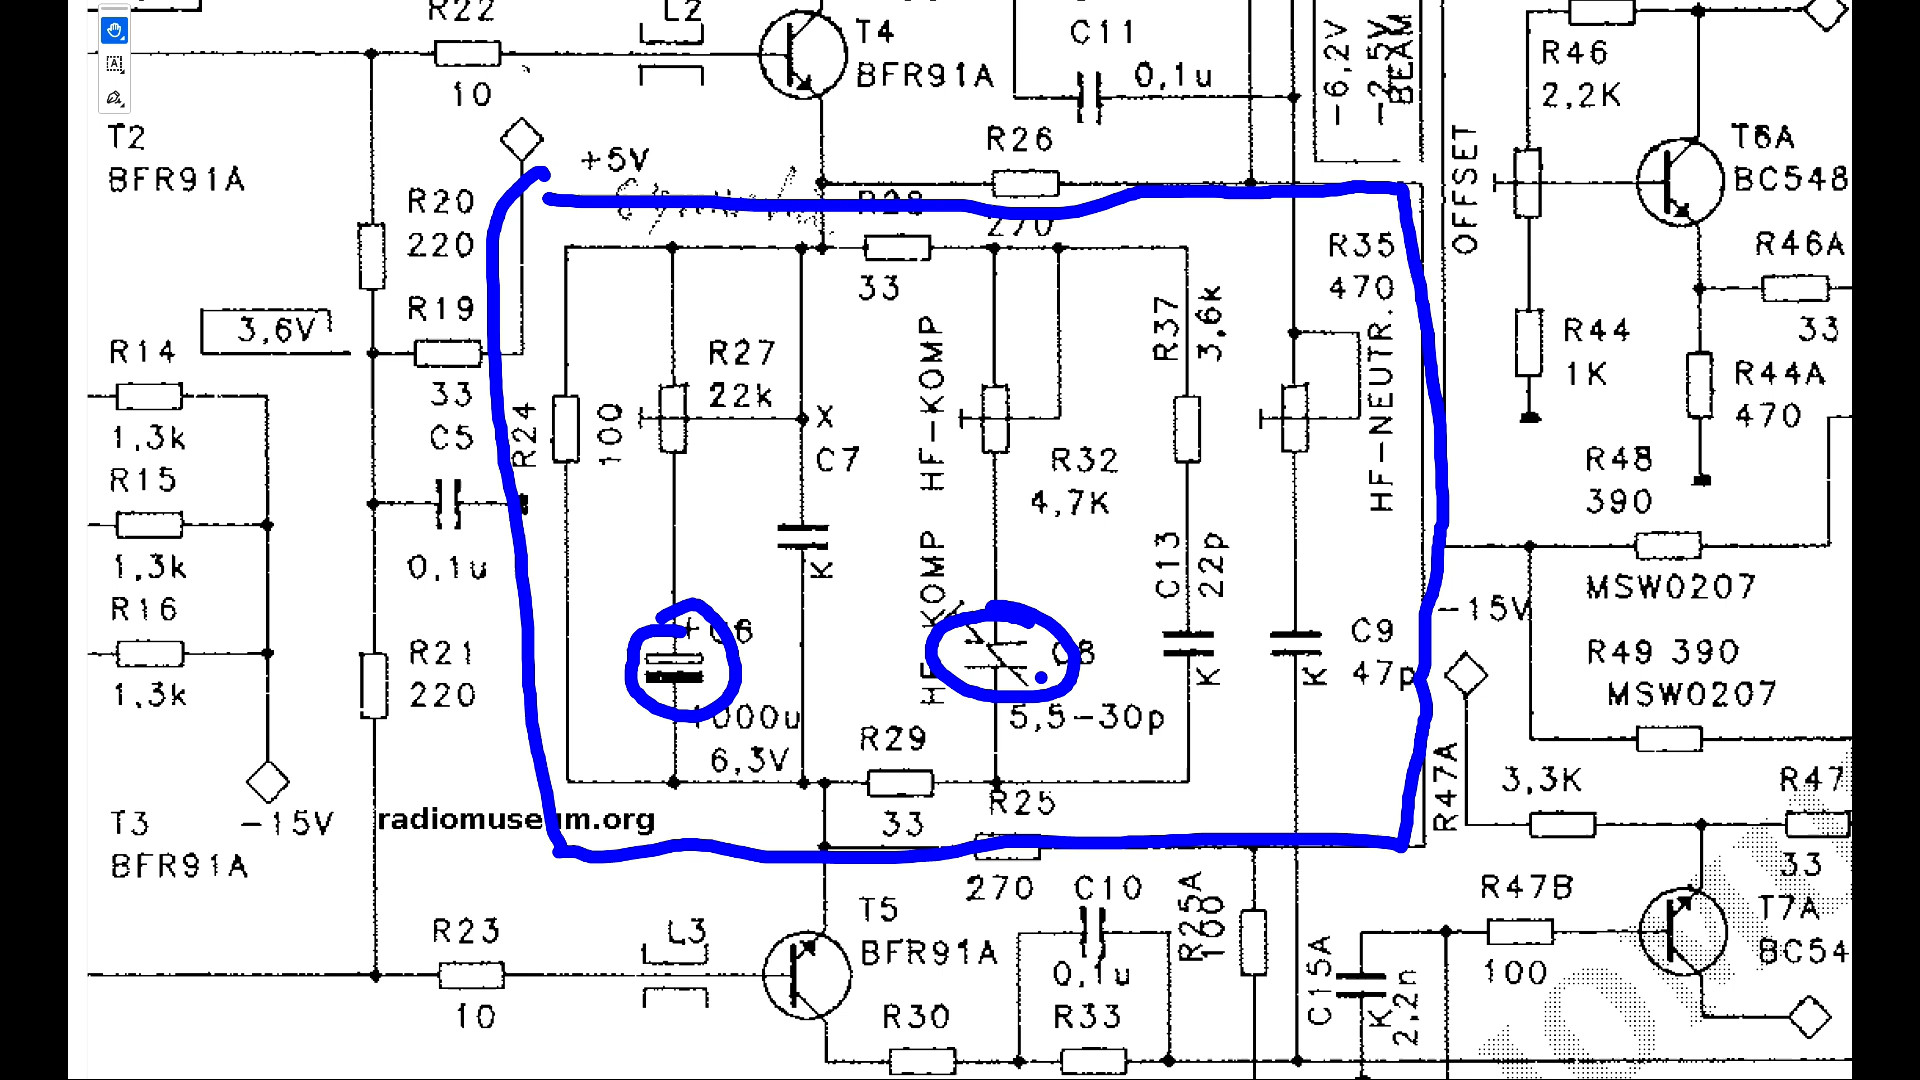 R22
10
L2
T4
BFR91A
C11
0,1u
-6,2V
-2,5V
BEAM
R46
2,2K
T2
BFR91A
+5V
R26
270
OFFSET
T6A
BC548
R20
220
R28
33
R35
470
R46A
33
R19
33
3,6V
R14
1,3k
R27
22k
HF-KOMP
R37
3,6k
HF-NEUTR.
R44
1K
R44A
470
C5
0,1u
R24
100
X
C7
K
R32
4,7K
R48
390
MSW0207
R15
1,3k
HF-KOMP
C13
22p
K
R16
1,3k
R21
220
+
C6
1000u
6,3V
C8
5,5-30p
C9
47p
K
-15V
R49 390
MSW0207
R29
33
R25
270
R47A
3,3K
R47
33
T3
BFR91A
-15V
radiomuseum.org
R23
10
L3
T5
BFR91A
C10
0,1u
R25A
100
R47B
100
T7A
BC54
R30
R33
C15A
K
2,2n